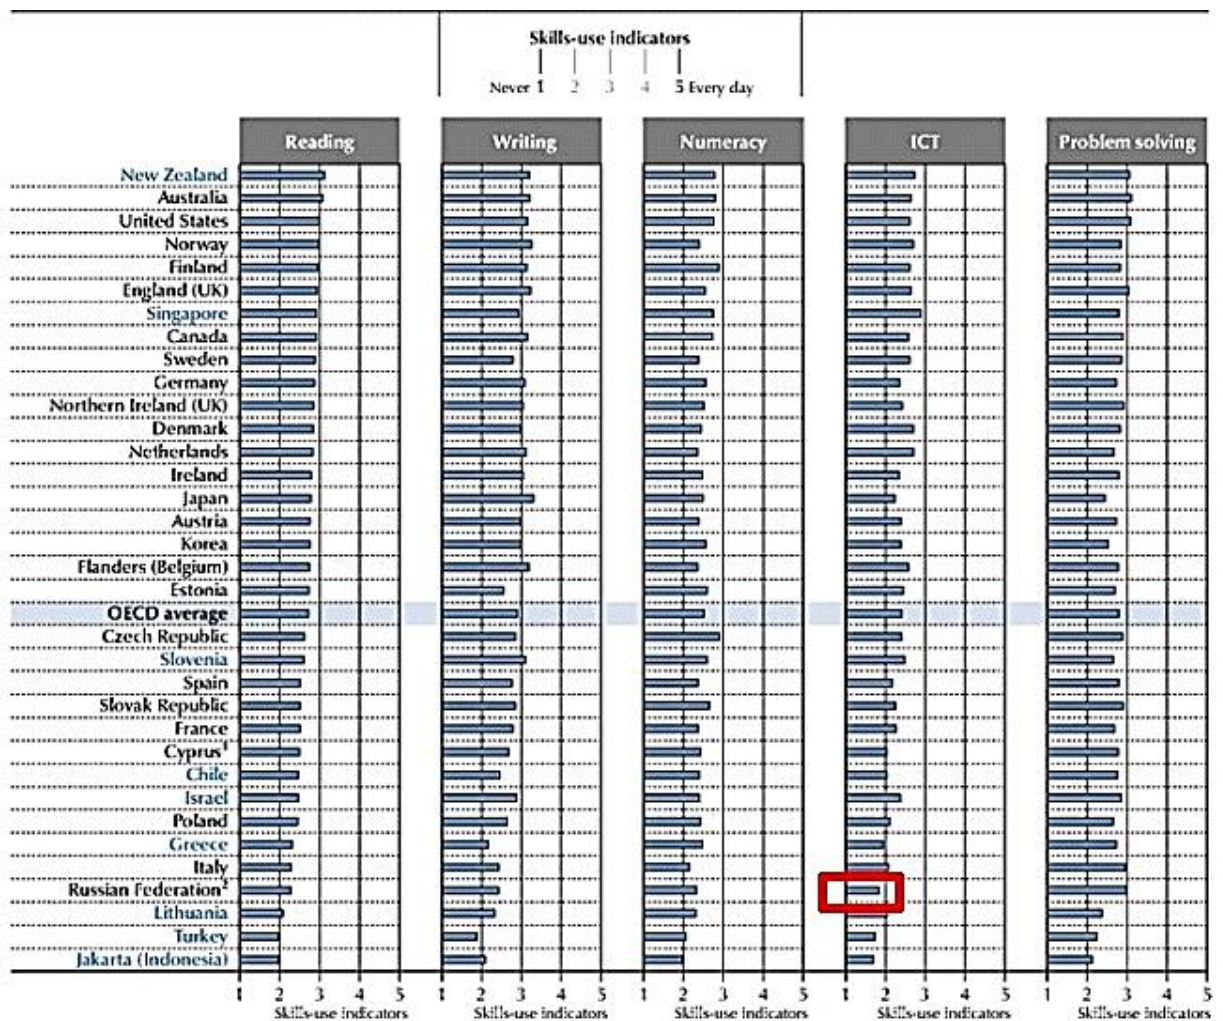 Skills-use indicators
Never 1 2 3 4 5 Every day
Reading Writing Numeracy ICT Problem solving
New Zealand
Australia
United States
Norway
Finland
England (UK)
Singapore
Canada
Sweden
Germany
Northern Ireland (UK)
Denmark
Netherlands
Ireland
Japan
Austria
Korea
Flanders (Belgium)
Estonia
OECD average
Czech Republic
Slovenia
Spain
Slovak Republic
France
Cyprus¹
Chile
Israel
Poland
Greece
Italy
Russian Federation²
Lithuania
Turkey
Jakarta (Indonesia)
1 2 3 4 5 1 2 3 4 5 1 2 3 4 5 1 2 3 4 5 1 2 3 4 5
Skills-use indicators Skills-use indicators Skills-use indicators Skills-use indicators Skills-use indicators